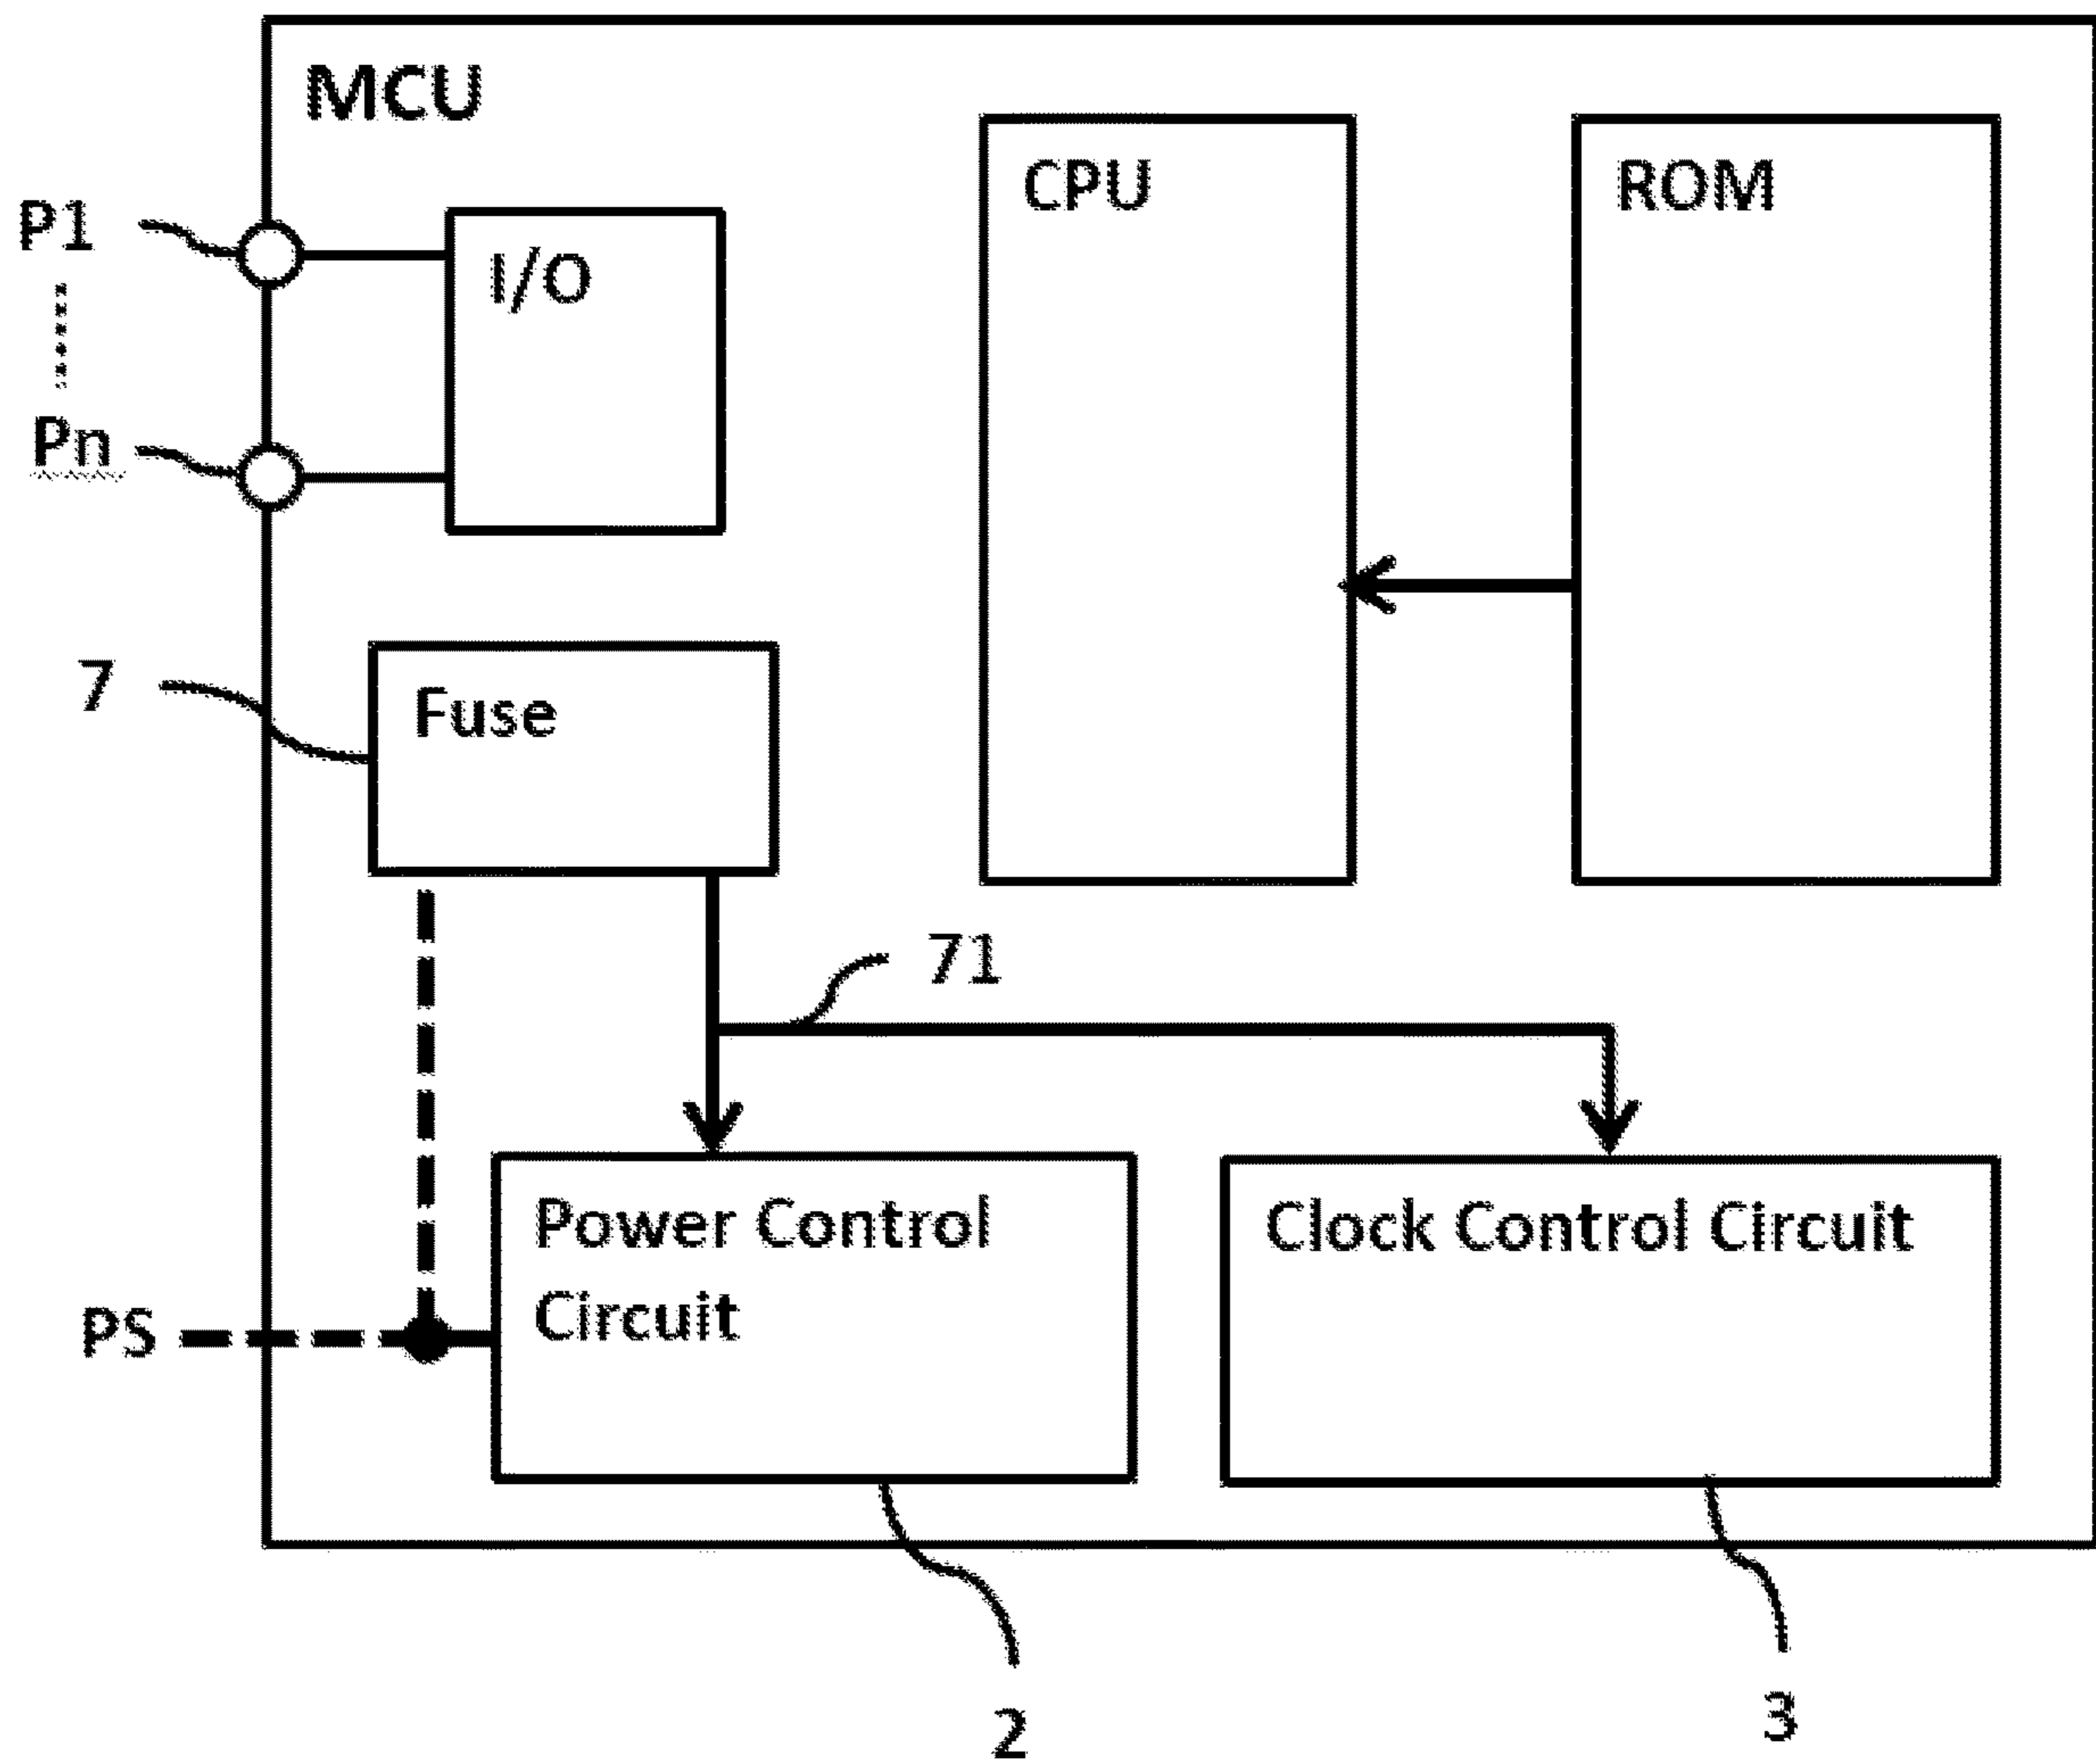 MCU
CPU
ROM
P1
I/O
Pn
7
Fuse
71
Power Control
Circuit
Clock Control Circuit
PS
2
3